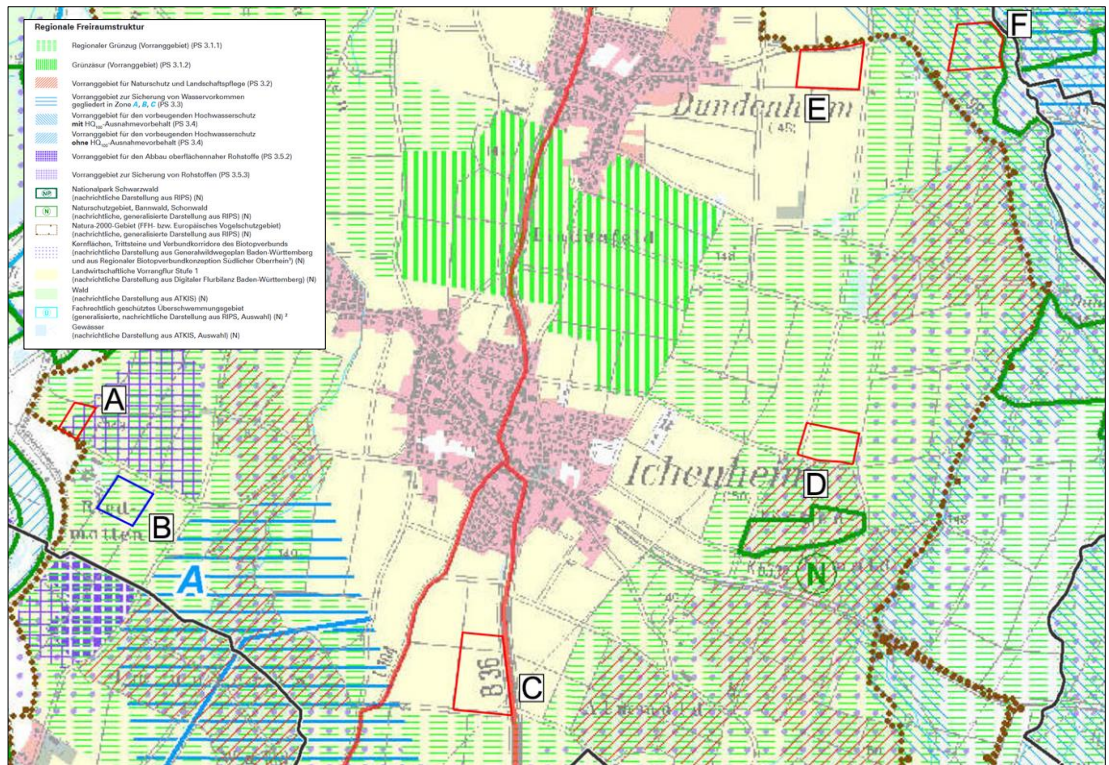 Regionale Freiraumstruktur
Regionaler Grünzug (Vorranggebiet) (PS 3.1.1)
Grünzäsur (Vorranggebiet) (PS 3.1.2)
Vorranggebiet für Naturschutz und Landschaftspflege (PS 3.2)
Vorranggebiet zur Sicherung von Wasservorkommen
gegliedert in Zone A, B, C (PS 3.3)
Vorranggebiet für den vorbeugenden Hochwasserschutz
mit HQ100-Ausnahmevorbehalt (PS 3.4)
Vorranggebiet für den vorbeugenden Hochwasserschutz
ohne HQ100-Ausnahmevorbehalt (PS 3.4)
Vorranggebiet für den Abbau oberflächennaher Rohstoffe (PS 3.5.2)
Vorranggebiet zur Sicherung von Rohstoffen (PS 3.5.3)
NP
Nationalpark Schwarzwald
(nachrichtliche Darstellung aus RIPS) (N)
N
Naturschutzgebiet, Bannwald, Schonwald
(nachrichtliche, generalisierte Darstellung aus RIPS) (N)
Natura-2000-Gebiet (FFH- bzw. Europäisches Vogelschutzgebiet)
(nachrichtliche, generalisierte Darstellung aus RIPS) (N)
Kernflächen, Trittsteine und Verbundkorridore des Biotopverbunds
(nachrichtliche Darstellung aus Generalwildwegeplan Baden-Württemberg
und aus Regionaler Biotopverbundkonzeption Südlicher Oberrhein¹) (N)
Landwirtschaftliche Vorrangflur Stufe 1
(nachrichtliche Darstellung aus Digitaler Flurbilanz Baden-Württemberg) (N)
Wald
(nachrichtliche Darstellung aus ATKIS) (N)
Fachrechtlich geschütztes Überschwemmungsgebiet
(generalisierte, nachrichtliche Darstellung aus RIPS, Auswahl) (N) ²
Gewässer
(nachrichtliche Darstellung aus ATKIS, Auswahl) (N)
F
E
Dundenheim
A
Ichenheim
D
B
N
A
B 36
C